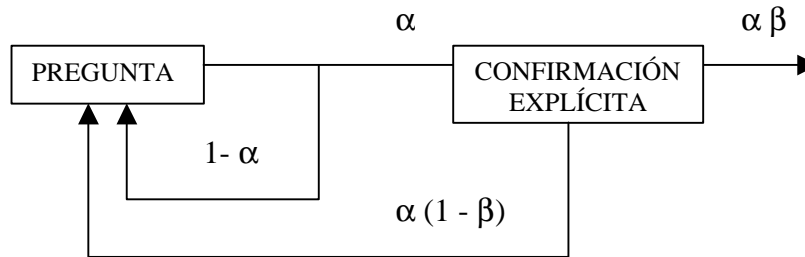 α
α β
PREGUNTA
CONFIRMACIÓN
EXPLÍCITA
1- α
α (1 - β)